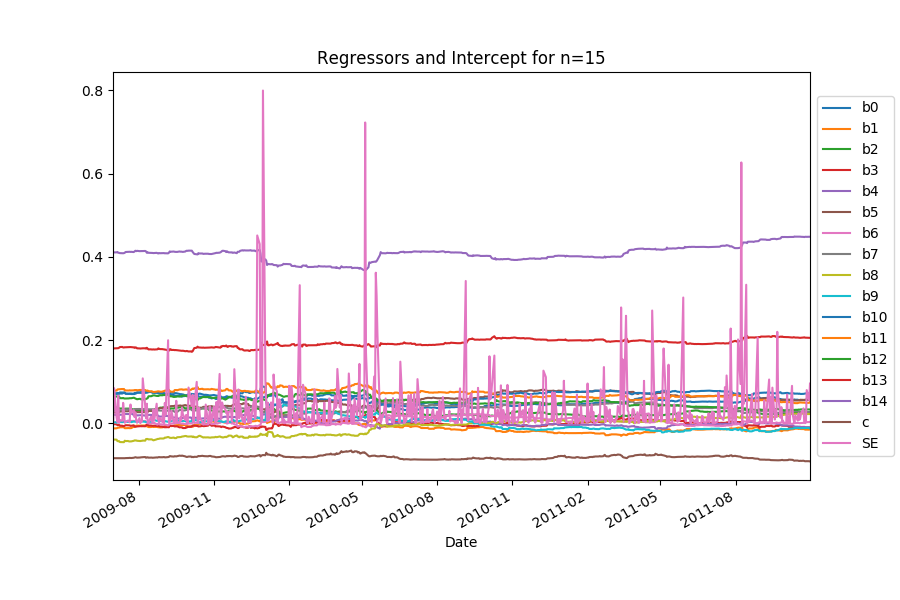 Regressors and Intercept for n=15
0.8
0.6
0.4
0.2
0.0
2009-08
2009-11
2010-02
2010-05
2010-08
2010-11
2011-02
2011-05
2011-08
Date
b0
b1
b2
b3
b4
b5
b6
b7
b8
b9
b10
b11
b12
b13
b14
c
SE